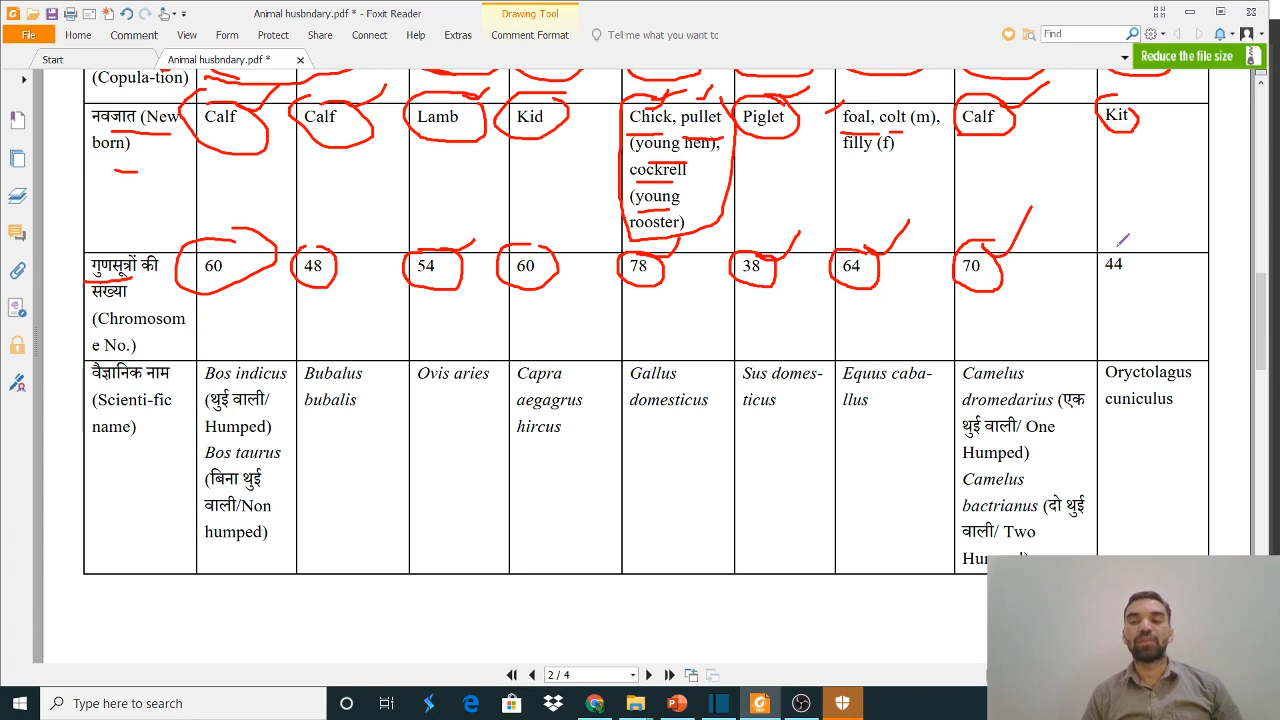 Animal husbndary.pdf * - Foxit Reader
Drawing Tool
File Home Comment View Form Protect Share Connect Help Extras Comment Format Tell me what you want to Find
Start Animal husbndary.pdf *
Reduce the file size
(Copula-tion)
नवजात (New born) Calf Calf Lamb Kid Chick, pullet Piglet foal, colt (m), Calf Kit
(young hen), filly (f)
cockrell
(young
rooster)
गुणसूत्रों की 60 48 54 60 78 38 64 70 44
सख्या
(Chromosom
e No.)
वैज्ञानिक नाम Bos indicus Bubalus Ovis aries Capra Gallus Sus domes- Equus caba- Camelus Oryctolagus
(Scienti-fic (थुई वाली/ bubalis aegagrus domesticus ticus llus dromedarius (एक cuniculus
name) Humped) hircus थुई वाली/ One
Bos taurus Humped)
(बिना थुई Camelus
वाली/Non bactrianus (दो थुई
humped) वाली/ Two
2 / 4
Type here to search